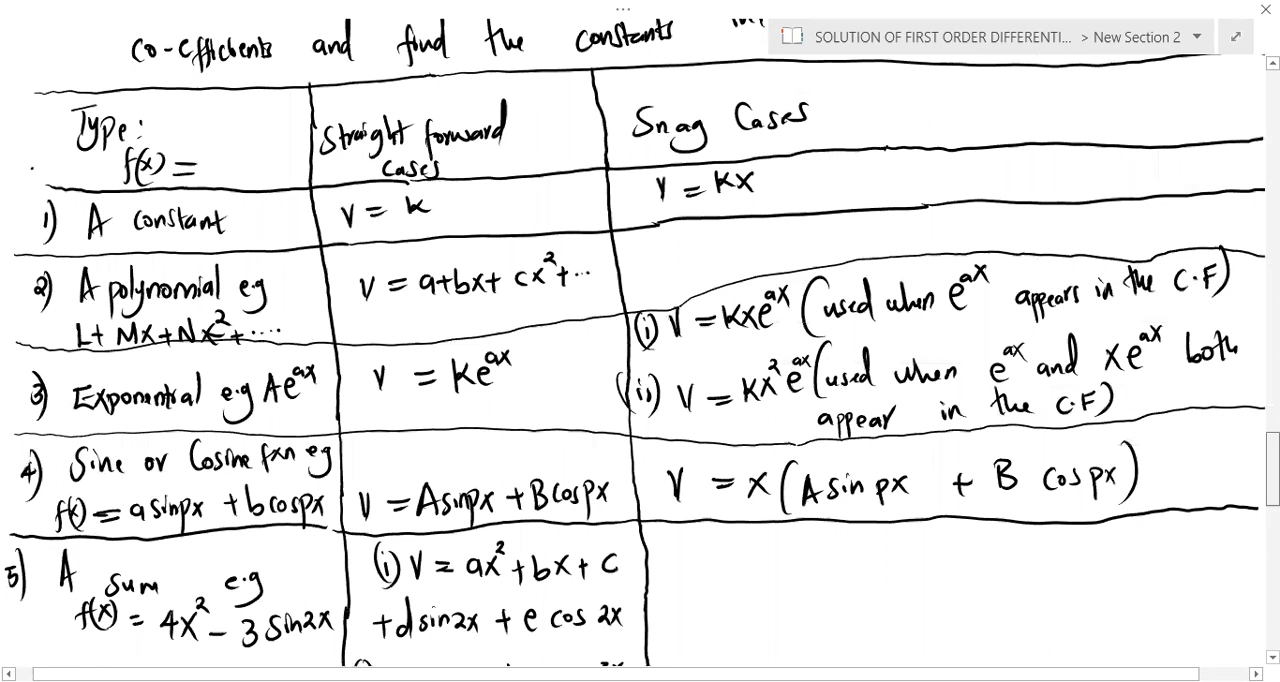 co-efficients and find the constants
SOLUTION OF FIRST ORDER DIFFERENTI... > New Section 2
Type: f(x) =
Straight forward cases
Snag Cases
1) A constant
V = K
V = KX
2) A polynomial e.g
L + Mx + Nx² + ....
V = a+bx+ cx²+...
3) Exponential e.g Ae^ax
V = Ke^ax
(i) V = Kxe^ax (used when e^ax appears in the C.F)
(ii) V = Kx²e^ax (used when e^ax and xe^ax both
appear in the C.F)
4) Sine or Cosine fxn eg
f(x) = a sinpx + b cospx
V = Asinpx + Bcospx
V = x(A sin px + B cos px)
5) A sum e.g
f(x) = 4x² - 3 Sin2x
(i) V = ax² + bx + c
+ d sin2x + e cos 2x